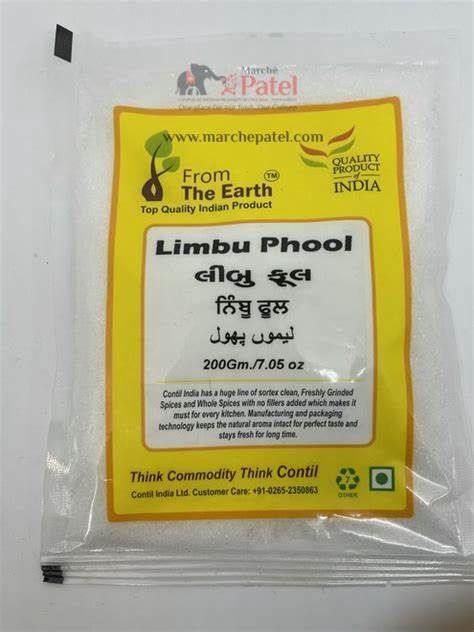 Marché
Patel
www.marchepatel.com
From
The Earth™
Top Quality Indian Product
QUALITY
PRODUCT
of
INDIA
Limbu Phool
લીબુ ફૂલ
ਨਿੰਬੂ ਫੂਲ
لیموں پھول
200Gm./7.05 oz
Contil India has a huge line of sortex clean, Freshly Grinded
Spices and Whole Spices with no fillers added which makes it
must for every kitchen. Manufacturing and packaging
technology keeps the natural aroma intact for perfect taste and
stays fresh for long time.
Think Commodity Think Contil
Contil India Ltd. Customer Care: +91-0265-2350863
7
OTHER